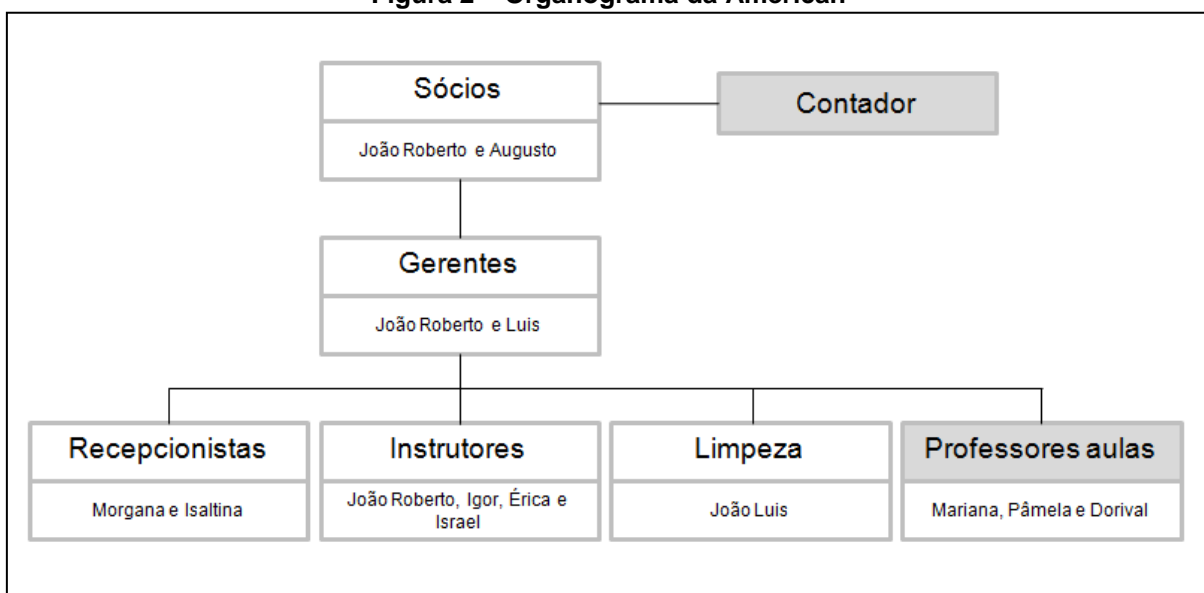 Figura 2 – Organograma da American
Sócios
João Roberto e Augusto
Contador
Gerentes
João Roberto e Luis
Recepcionistas
Morgana e Isaltina
Instrutores
João Roberto, Igor, Érica e
Israel
Limpeza
João Luis
Professores aulas
Mariana, Pâmela e Dorival